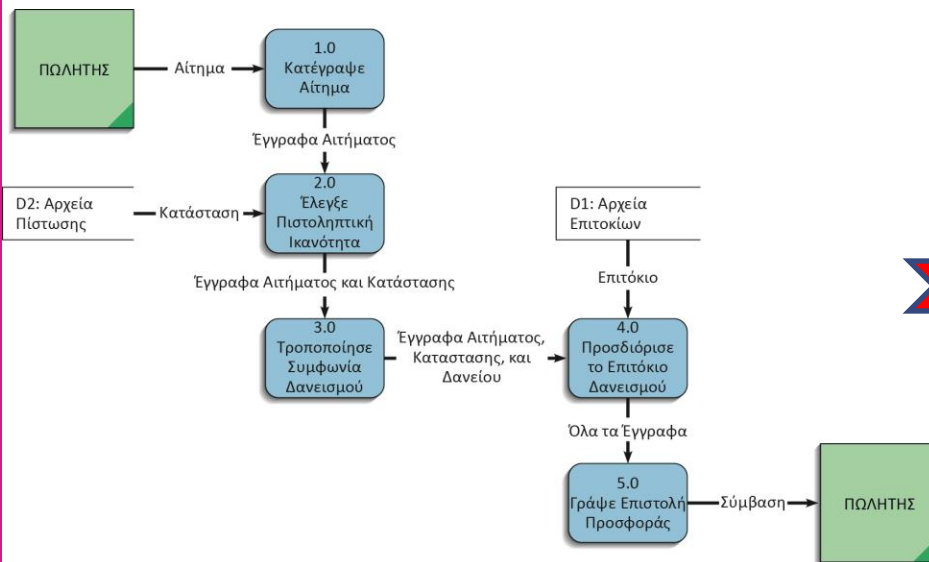 ΠΩΛΗΤΗΣ
Αίτημα
1.0
Κατέγραψε
Αίτημα
Έγγραφα Αιτήματος
D2: Αρχεία
Πίστωσης
Κατάσταση
2.0
Έλεγξε
Πιστοληπτική
Ικανότητα
D1: Αρχεία
Επιτοκίων
Έγγραφα Αιτήματος και Κατάστασης
Επιτόκιο
3.0
Τροποποίησε
Συμφωνία
Δανεισμού
Έγγραφα Αιτήματος,
Καταστασης, και
Δανείου
4.0
Προσδιόρισε
το Επιτόκιο
Δανεισμού
Όλα τα Έγγραφα
5.0
Γράψε Επιστολή
Προσφοράς
Σύμβαση
ΠΩΛΗΤΗΣ